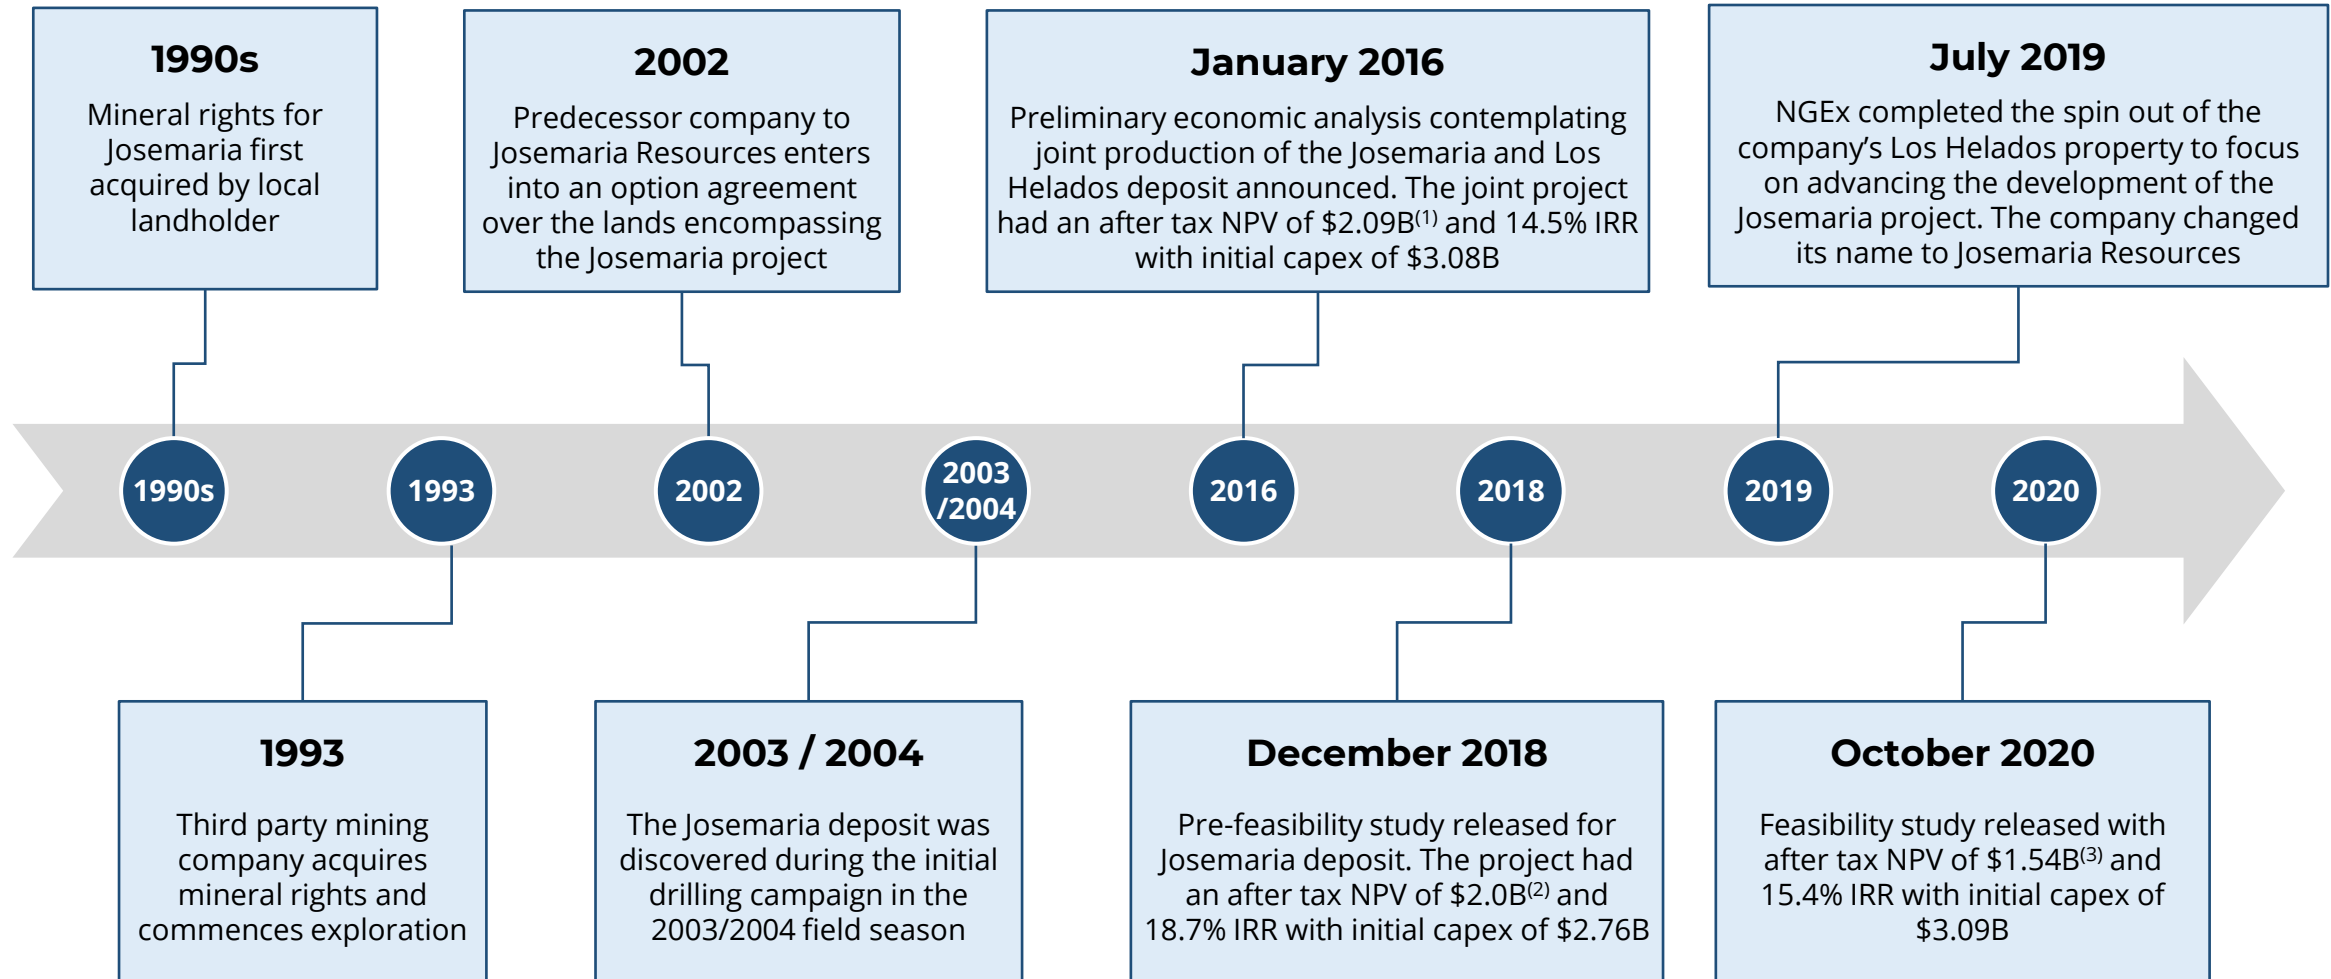 1990s
Mineral rights for
Josemaria first
acquired by local
landholder
2002
Predecessor company to
Josemaria Resources enters
into an option agreement
over the lands encompassing
the Josemaria project
January 2016
Preliminary economic analysis contemplating
joint production of the Josemaria and Los
Helados deposit announced. The joint project
had an after tax NPV of $2.09B(1) and 14.5% IRR
with initial capex of $3.08B
July 2019
NGEx completed the spin out of the
company’s Los Helados property to focus
on advancing the development of the
Josemaria project. The company changed
its name to Josemaria Resources
1990s
1993
2002
2003
/2004
2016
2018
2019
2020
1993
Third party mining
company acquires
mineral rights and
commences exploration
2003 / 2004
The Josemaria deposit was
discovered during the initial
drilling campaign in the
2003/2004 field season
December 2018
Pre-feasibility study released for
Josemaria deposit. The project had
an after tax NPV of $2.0B(2) and
18.7% IRR with initial capex of $2.76B
October 2020
Feasibility study released with
after tax NPV of $1.54B(3) and
15.4% IRR with initial capex of
$3.09B